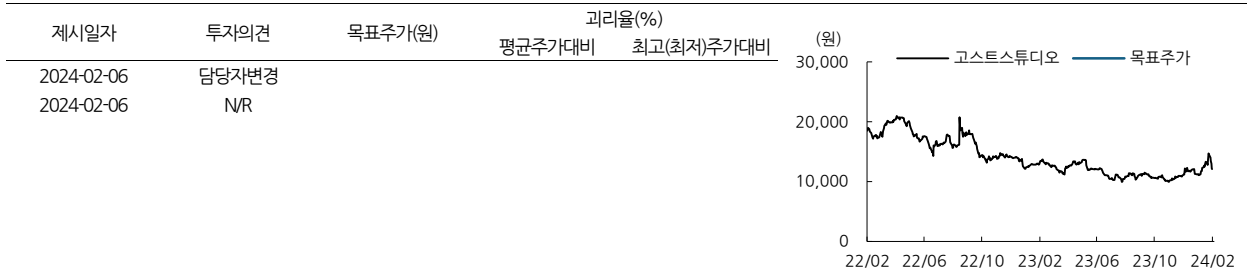 제시일자 투자의견 목표주가(원) 괴리율(%)
평균주가대비 최고(최저)주가대비
2024-02-06 담당자변경
2024-02-06 N/R
(원)
고스트스튜디오 목표주가
30,000
20,000
10,000
0
22/02 22/06 22/10 23/02 23/06 23/10 24/02